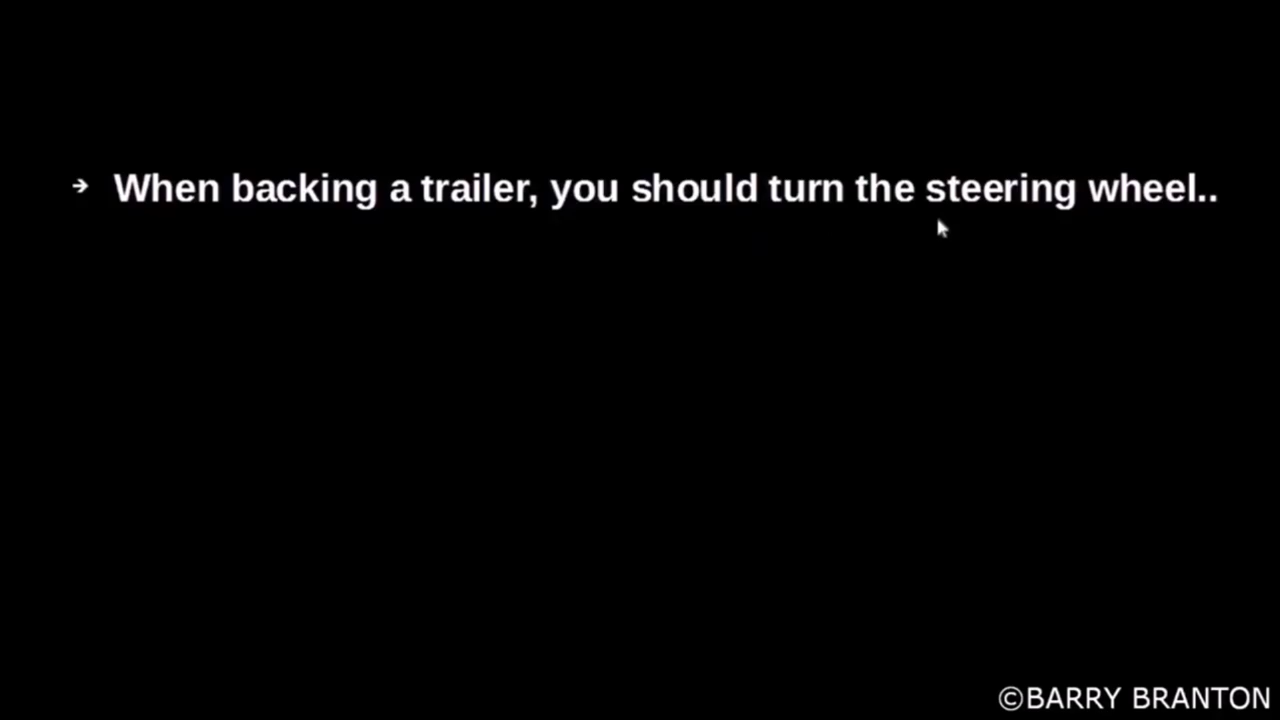 ➔ When backing a trailer, you should turn the steering wheel..
©BARRY BRANTON